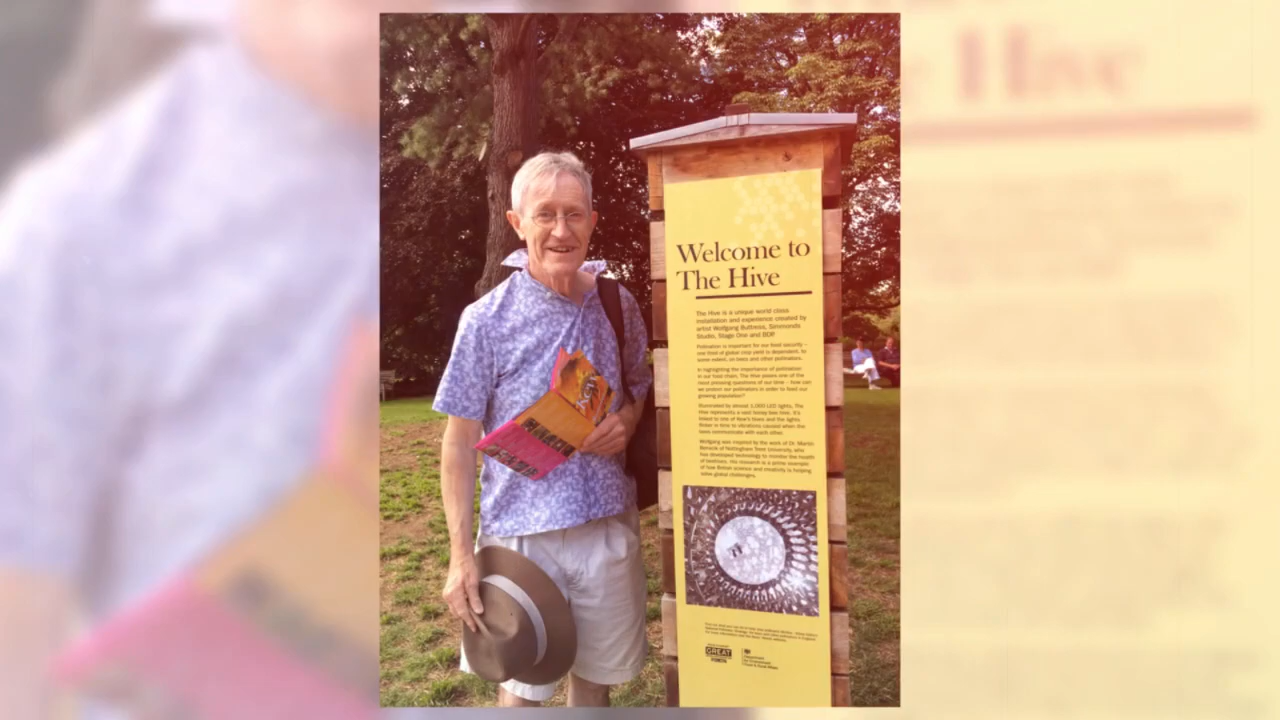 Welcome to
The Hive
The Hive is a unique world class
installation and experience created by
artist Wolfgang Buttress, Simmonds
Studio, Stage One and BDP.
Pollination is important for our food security –
one third of global crop yield is dependent, to
some extent, on bees and other pollinators.
In highlighting the importance of pollination
in our food chain, The Hive poses one of the
most pressing questions of our time – how can
we protect our pollinators in order to feed our
growing population?
Illuminated by almost 1,000 LED lights, The
Hive represents a vast honey bee hive. It's
linked to one of Kew's hives and the lights
flicker in time to vibrations caused when the
bees communicate with each other.
Wolfgang was inspired by the work of Dr. Martin
Bencsik of Nottingham Trent University, who
has developed technology to monitor the health
of beehives. His research is a prime example
of how British science and creativity is helping
solve global challenges.
GREAT
Department
for Environment
Food & Rural Affairs
Hive